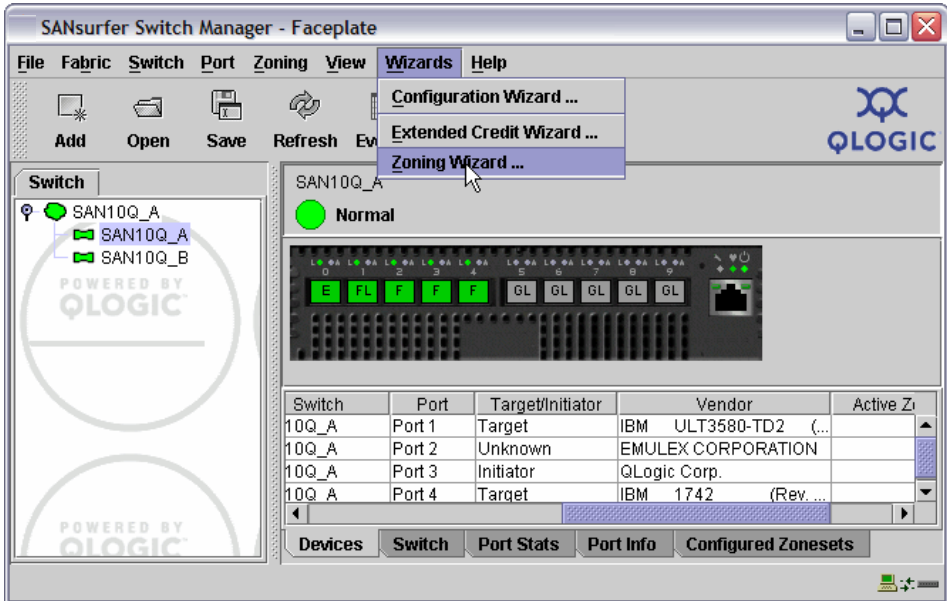 SANsurfer Switch Manager - Faceplate
File Fabric Switch Port Zoning View Wizards Help
Configuration Wizard ...
Extended Credit Wizard ...
Zoning Wizard ...
Add Open Save Refresh
QLOGIC
Switch
SAN10Q_A
SAN10Q_A
SAN10Q_B
POWERED BY
QLOGIC
POWERED BY
QLOGIC
SAN10Q_A
Normal
L A L A L A L A L A L A L A L A L A L A
0 1 2 3 4 5 6 7 8 9
E FL F F F GL GL GL GL GL
Switch Port Target/Initiator Vendor Active
10Q_A Port 1 Target IBM ULT3580-TD2 (...
10Q_A Port 2 Unknown EMULEX CORPORATION
10Q_A Port 3 Initiator QLogic Corp.
10Q_A Port 4 Target IBM 1742 (Rev. ...
Devices Switch Port Stats Port Info Configured Zonesets